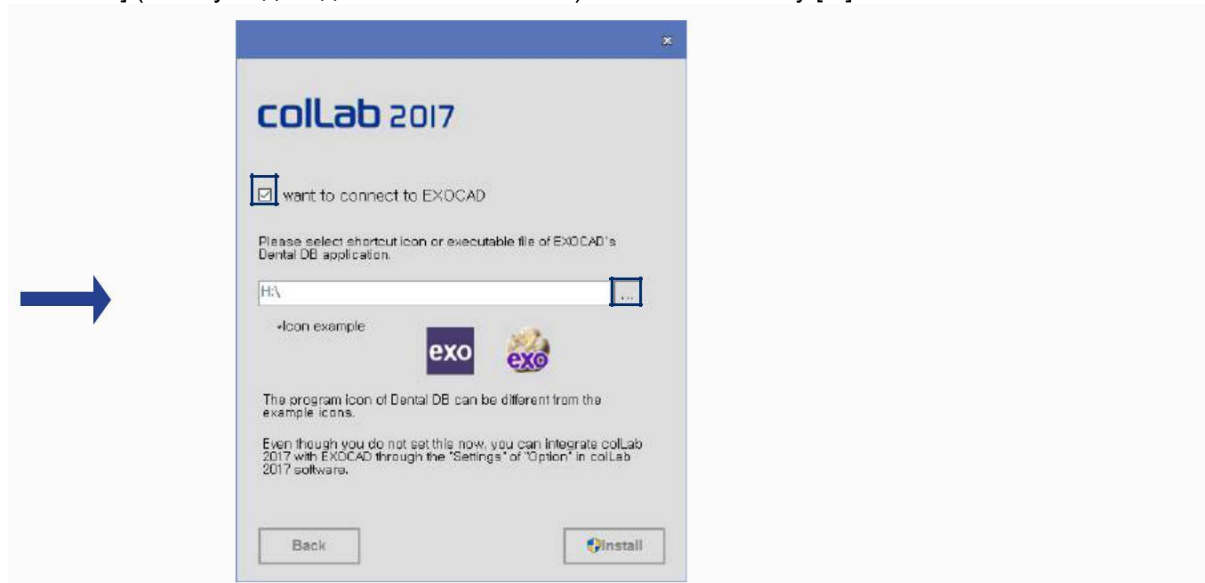 colLab 2017
want to connect to EXOCAD
Please select shortcut icon or executable file of EXOCAD's
Dental DB application.
H:\
...
•Icon example
exo
exo
The program icon of Dental DB can be different from the
example icons.
Even though you do not set this now, you can integrate colLab
2017 with EXOCAD through the "Settings" of "Option" in colLab
2017 software.
Back
Install